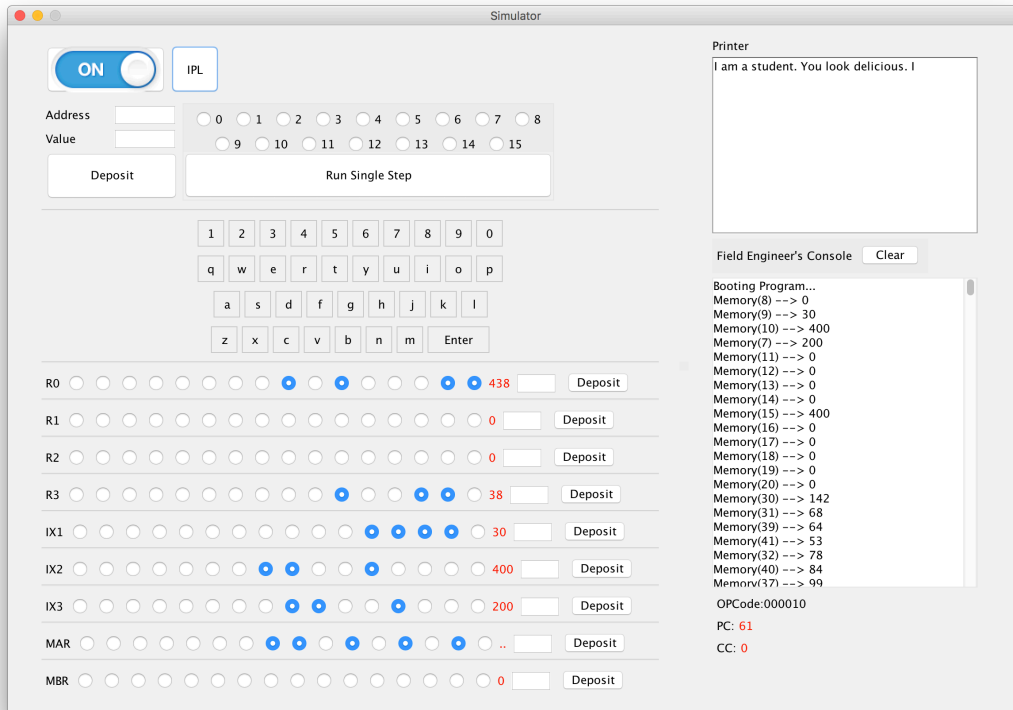 Simulator
ON
IPL
Address
Value
0 1 2 3 4 5 6 7 8
9 10 11 12 13 14 15
Deposit
Run Single Step
1 2 3 4 5 6 7 8 9 0
q w e r t y u i o p
a s d f g h j k l
z x c v b n m Enter
R0 438 Deposit
R1 0 Deposit
R2 0 Deposit
R3 38 Deposit
IX1 30 Deposit
IX2 400 Deposit
IX3 200 Deposit
MAR .. Deposit
MBR 0 Deposit
Printer
I am a student. You look delicious. I
Field Engineer's Console Clear
Booting Program...
Memory(8) --> 0
Memory(9) --> 30
Memory(10) --> 400
Memory(7) --> 200
Memory(11) --> 0
Memory(12) --> 0
Memory(13) --> 0
Memory(14) --> 0
Memory(15) --> 400
Memory(16) --> 0
Memory(17) --> 0
Memory(18) --> 0
Memory(19) --> 0
Memory(20) --> 0
Memory(30) --> 142
Memory(31) --> 68
Memory(39) --> 64
Memory(41) --> 53
Memory(32) --> 78
Memory(40) --> 84
Memory(37) --> 99
OPCode:000010
PC: 61
CC: 0